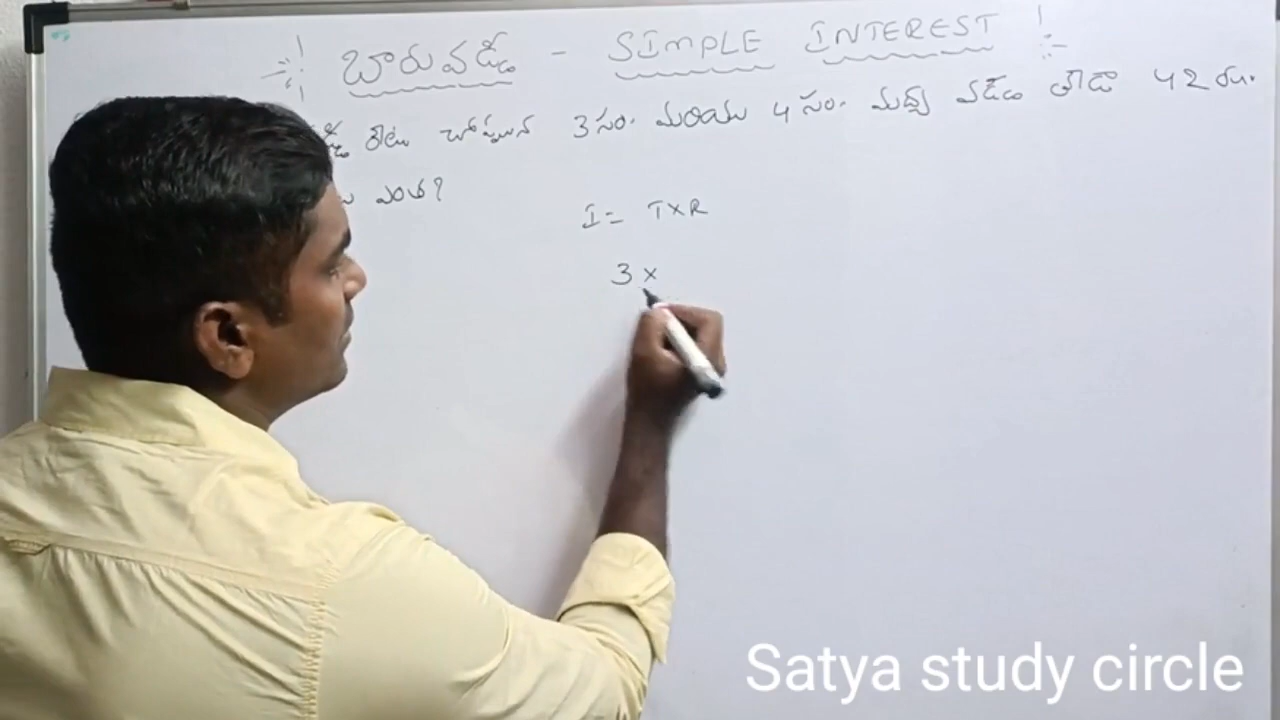 బారువడ్డీ - SIMPLE INTEREST
రేటు చొప్పున 3 సం. మరియు 4 సం. మధ్య వడ్డీల తేడా 42 రూ.
ఎంత?
I = T×R
3 ×
Satya study circle